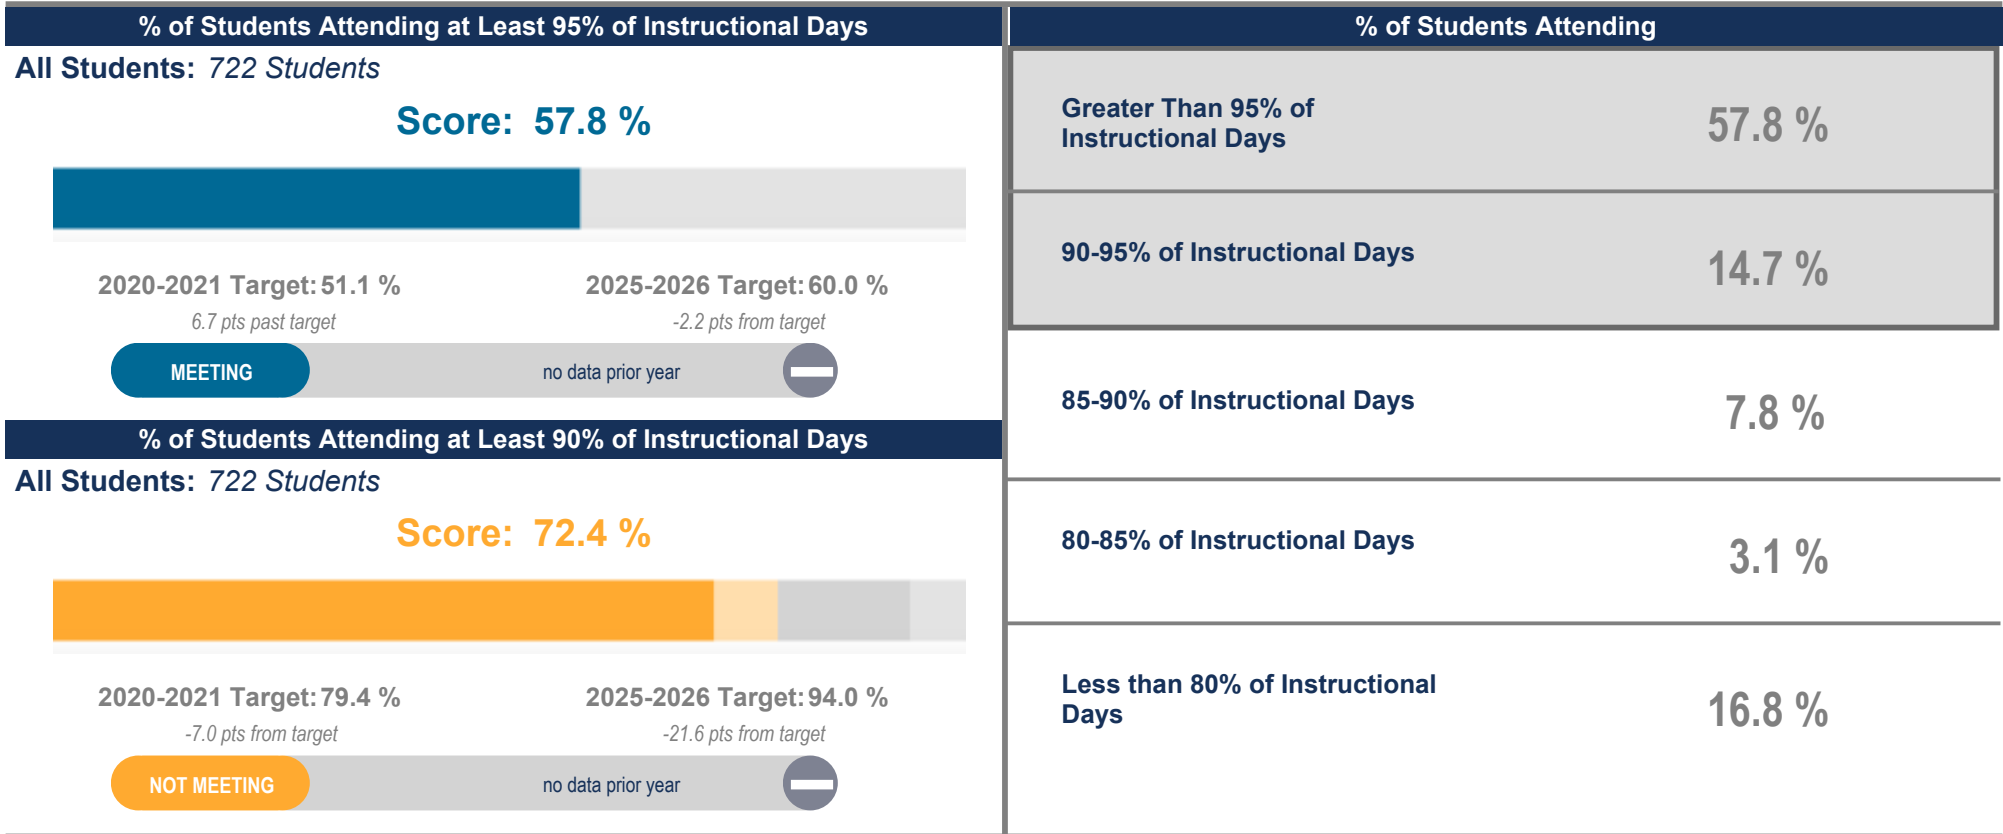 % of Students Attending at Least 95% of Instructional Days
All Students: 722 Students
Score: 57.8 %
2020-2021 Target: 51.1 %
6.7 pts past target
2025-2026 Target: 60.0 %
-2.2 pts from target
MEETING
no data prior year
% of Students Attending at Least 90% of Instructional Days
All Students: 722 Students
Score: 72.4 %
2020-2021 Target: 79.4 %
-7.0 pts from target
2025-2026 Target: 94.0 %
-21.6 pts from target
NOT MEETING
no data prior year
% of Students Attending
Greater Than 95% of
Instructional Days
57.8 %
90-95% of Instructional Days
14.7 %
85-90% of Instructional Days
7.8 %
80-85% of Instructional Days
3.1 %
Less than 80% of Instructional
Days
16.8 %